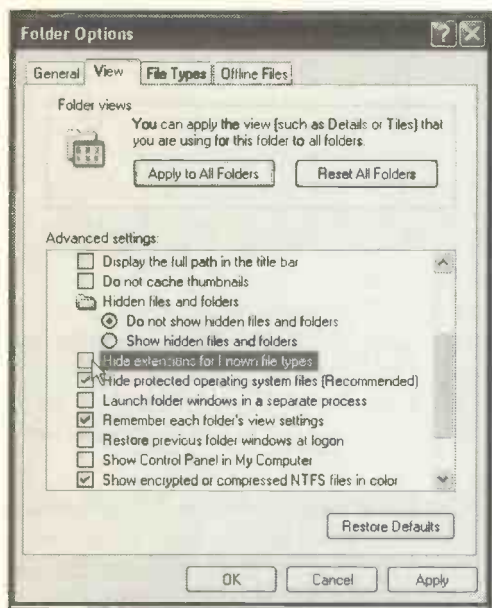 Folder Options
General View File Types Offline Files
Folder views
You can apply the view (such as Details or Tiles) that
you are using for this folder to all folders.
Apply to All Folders Reset All Folders
Advanced settings:
Display the full path in the title bar
Do not cache thumbnails
Hidden files and folders
Do not show hidden files and folders
Show hidden files and folders
Hide extensions for known file types
Hide protected operating system files (Recommended)
Launch folder windows in a separate process
Remember each folder's view settings
Restore previous folder windows at logon
Show Control Panel in My Computer
Show encrypted or compressed NTFS files in color
Restore Defaults
OK Cancel Apply